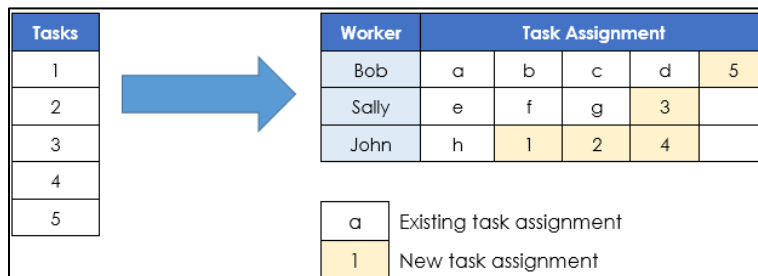 Tasks
1
2
3
4
5
Worker Task Assignment
Bob a b c d 5
Sally e f g 3
John h 1 2 4
a Existing task assignment
1 New task assignment